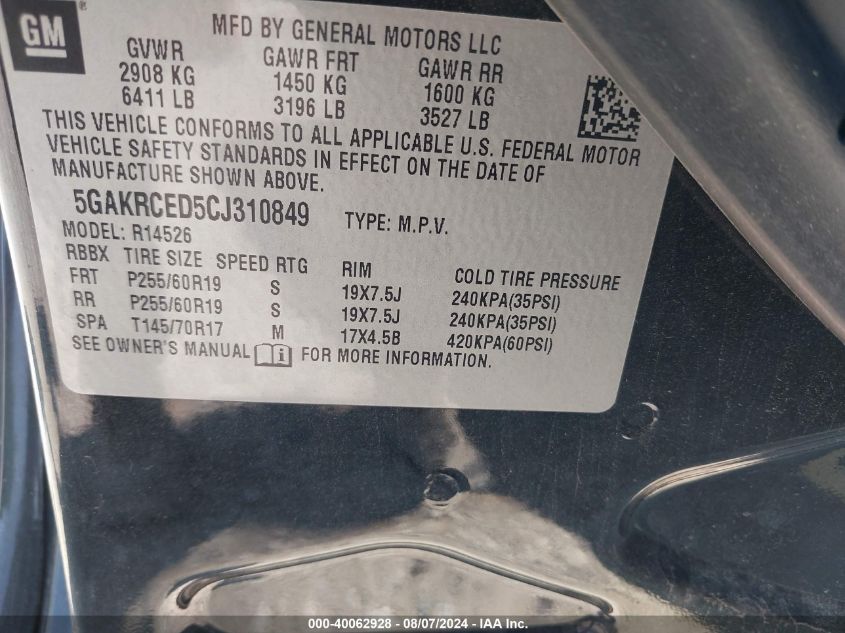 GM
MFD BY GENERAL MOTORS LLC
GVWR GAWR FRT GAWR RR
2908 KG 1450 KG 1600 KG
6411 LB 3196 LB 3527 LB
THIS VEHICLE CONFORMS TO ALL APPLICABLE U.S. FEDERAL MOTOR
VEHICLE SAFETY STANDARDS IN EFFECT ON THE DATE OF
MANUFACTURE SHOWN ABOVE.
5GAKRCED5CJ310849 TYPE: M.P.V.
MODEL: R14526
RBBX TIRE SIZE SPEED RTG RIM COLD TIRE PRESSURE
FRT P255/60R19 S 19X7.5J 240KPA(35PSI)
RR P255/60R19 S 19X7.5J 240KPA(35PSI)
SPA T145/70R17 M 17X4.5B 420KPA(60PSI)
SEE OWNER'S MANUAL i FOR MORE INFORMATION.
000-40062928 - 08/07/2024 - IAA Inc.